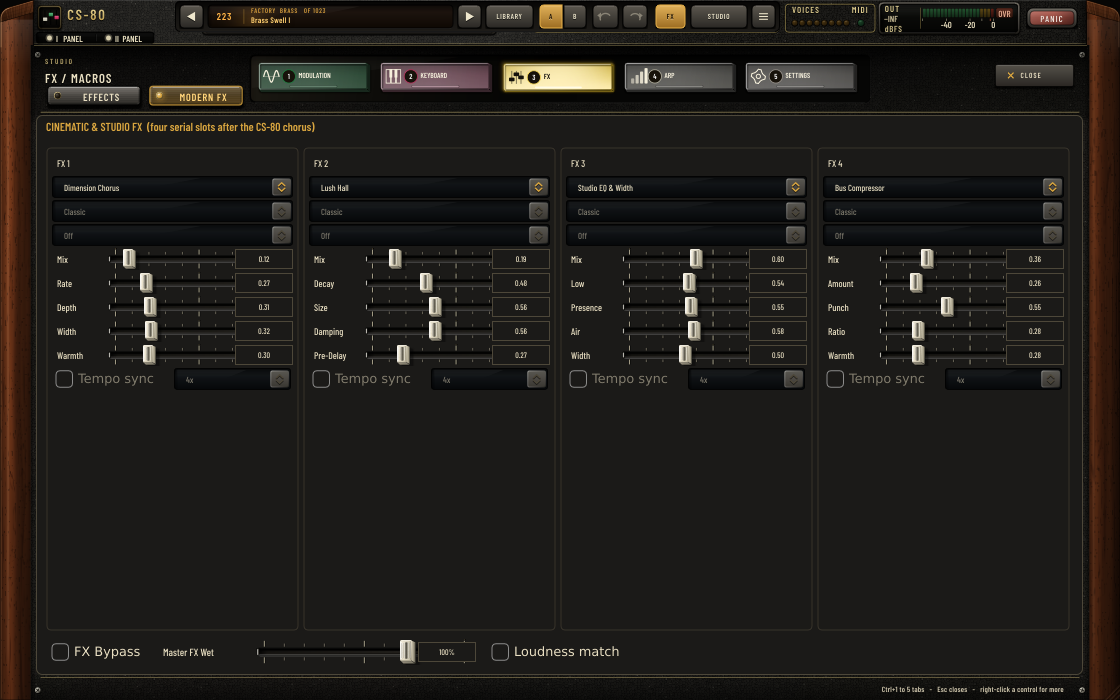 CS-80
I PANEL
II PANEL
223
FACTORY BRASS OF 1023
Brass Swell I
LIBRARY
A
B
FX
STUDIO
VOICES MIDI
OUT
-INF
dBFS
-40 -20 0
OVR
PANIC
STUDIO
FX / MACROS
EFFECTS
MODERN FX
1 MODULATION
2 KEYBOARD
3 FX
4 ARP
5 SETTINGS
CLOSE
CINEMATIC & STUDIO FX (four serial slots after the CS-80 chorus)
FX 1
Dimension Chorus
Classic
Off
Mix 0.12
Rate 0.27
Depth 0.31
Width 0.32
Warmth 0.30
Tempo sync 4x
FX 2
Lush Hall
Classic
Off
Mix 0.19
Decay 0.48
Size 0.56
Damping 0.56
Pre-Delay 0.27
Tempo sync 4x
FX 3
Studio EQ & Width
Classic
Off
Mix 0.60
Low 0.54
Presence 0.55
Air 0.58
Width 0.50
Tempo sync 4x
FX 4
Bus Compressor
Classic
Off
Mix 0.36
Amount 0.26
Punch 0.55
Ratio 0.28
Warmth 0.28
Tempo sync 4x
FX Bypass
Master FX Wet 100%
Loudness match
Ctrl+1 to 5 tabs - Esc closes - right-click a control for more